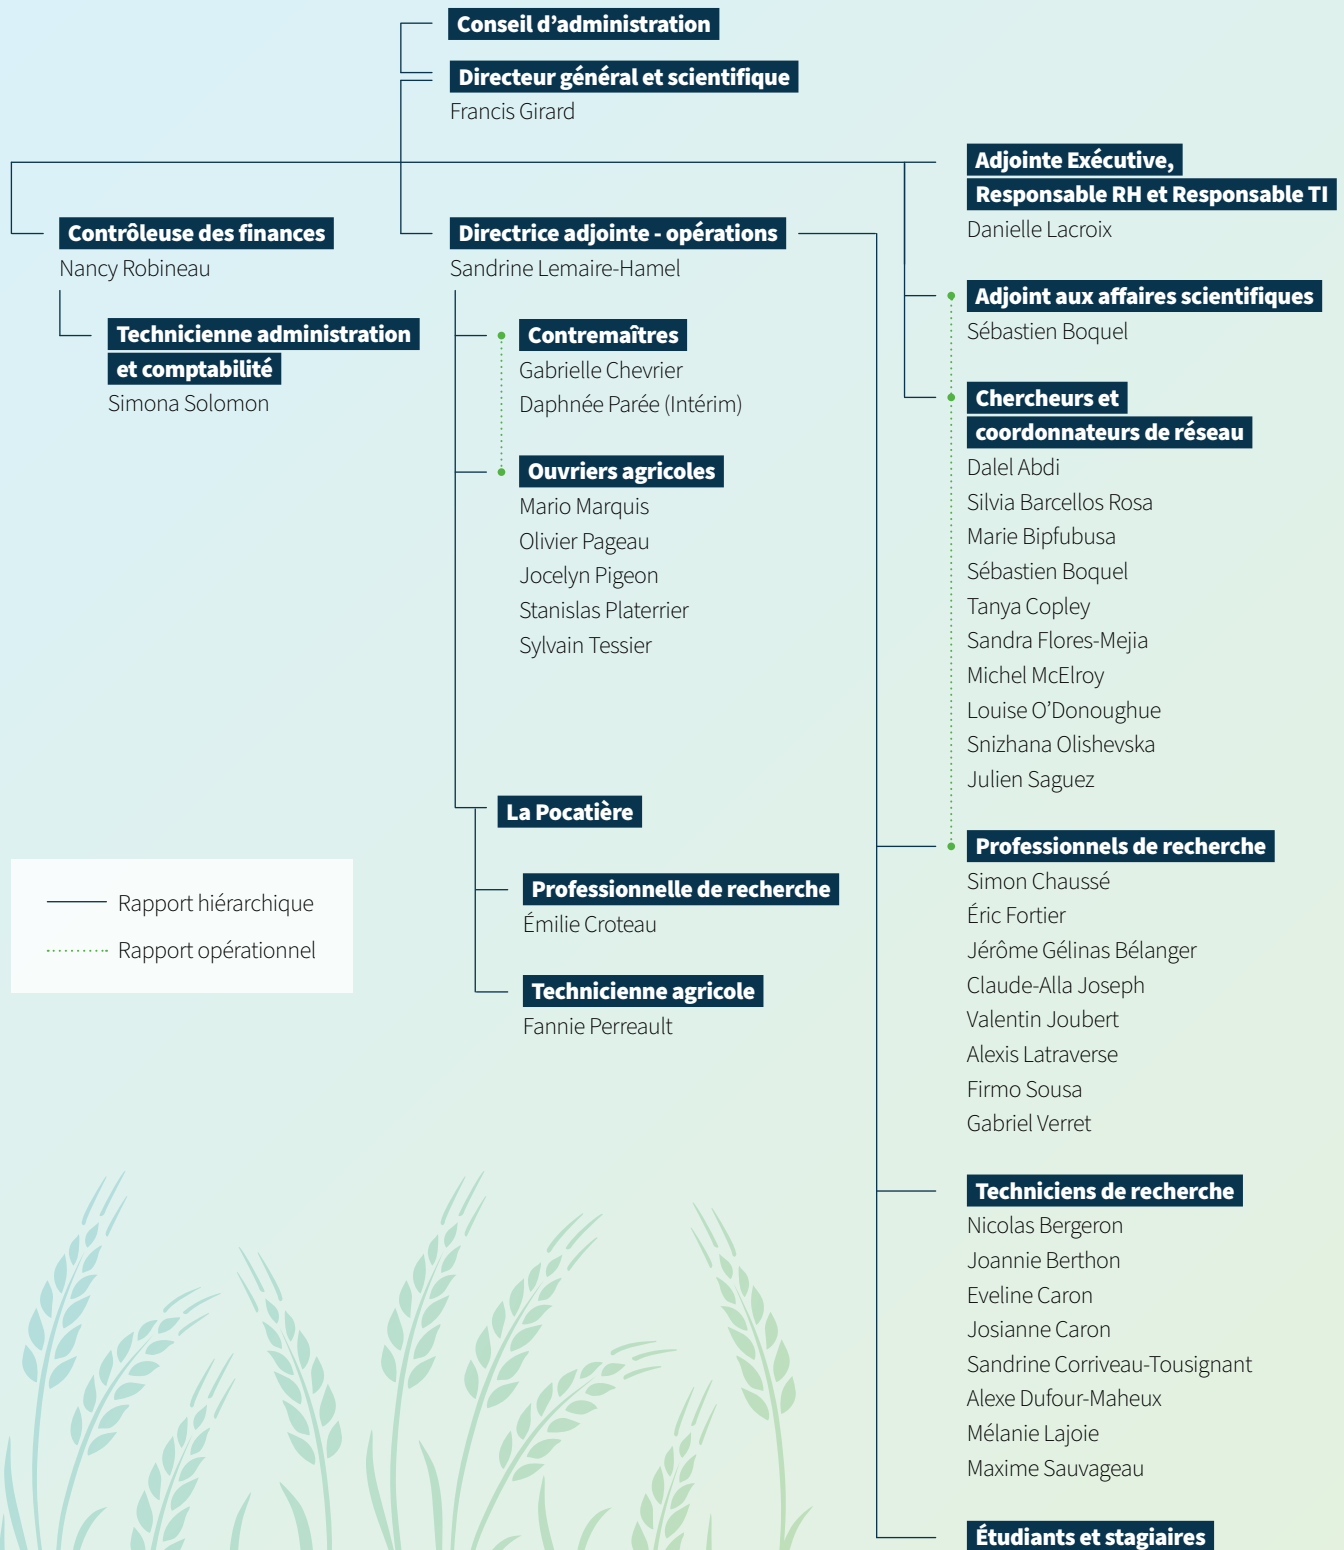 Conseil d’administration
Directeur général et scientifique
Francis Girard
Contrôleuse des finances
Nancy Robineau
Technicienne administration
et comptabilité
Simona Solomon
Directrice adjointe - opérations
Sandrine Lemaire-Hamel
Contremaîtres
Gabrielle Chevrier
Daphnée Parée (Intérim)
Ouvriers agricoles
Mario Marquis
Olivier Pageau
Jocelyn Pigeon
Stanislas Platerrier
Sylvain Tessier
La Pocatière
Professionnelle de recherche
Émilie Croteau
Technicienne agricole
Fannie Perreault
Adjointe Exécutive,
Responsable RH et Responsable TI
Danielle Lacroix
Adjoint aux affaires scientifiques
Sébastien Boquel
Chercheurs et
coordonnateurs de réseau
Dalel Abdi
Silvia Barcellos Rosa
Marie Bipfubusa
Sébastien Boquel
Tanya Copley
Sandra Flores-Mejia
Michel McElroy
Louise O’Donoughue
Snizhana Olishevska
Julien Saguez
Professionnels de recherche
Simon Chaussé
Éric Fortier
Jérôme Gélinas Bélanger
Claude-Alla Joseph
Valentin Joubert
Alexis Latraverse
Firmo Sousa
Gabriel Verret
Techniciens de recherche
Nicolas Bergeron
Joannie Berthon
Eveline Caron
Josianne Caron
Sandrine Corriveau-Tousignant
Alexe Dufour-Maheux
Mélanie Lajoie
Maxime Sauvageau
Étudiants et stagiaires
Rapport hiérarchique
Rapport opérationnel